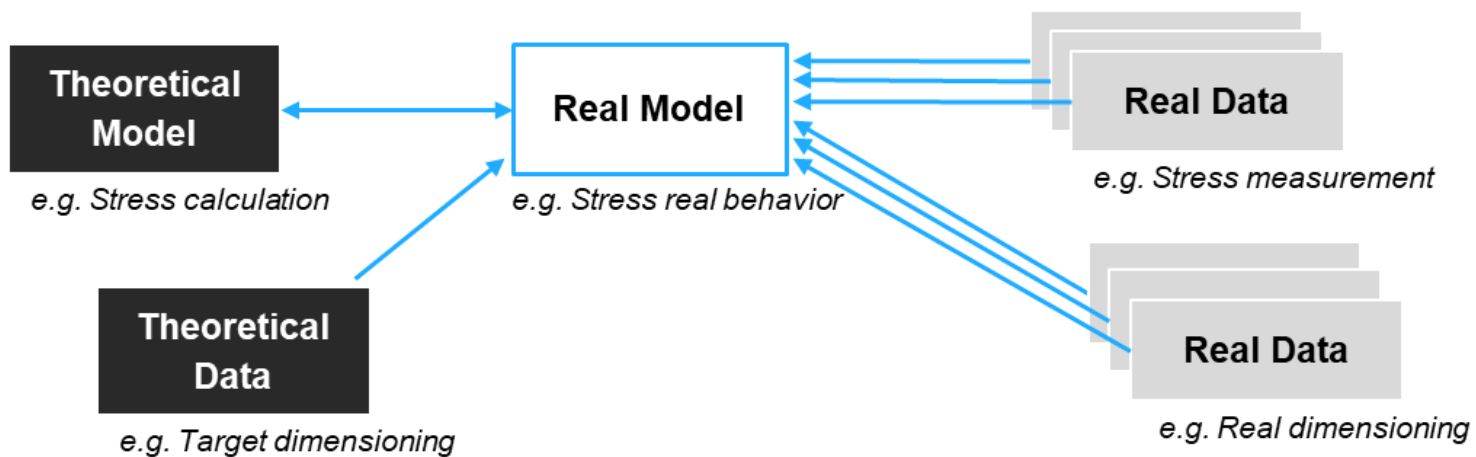 Theoretical
Model
e.g. Stress calculation
Real Model
e.g. Stress real behavior
Real Data
e.g. Stress measurement
Theoretical
Data
e.g. Target dimensioning
Real Data
e.g. Real dimensioning